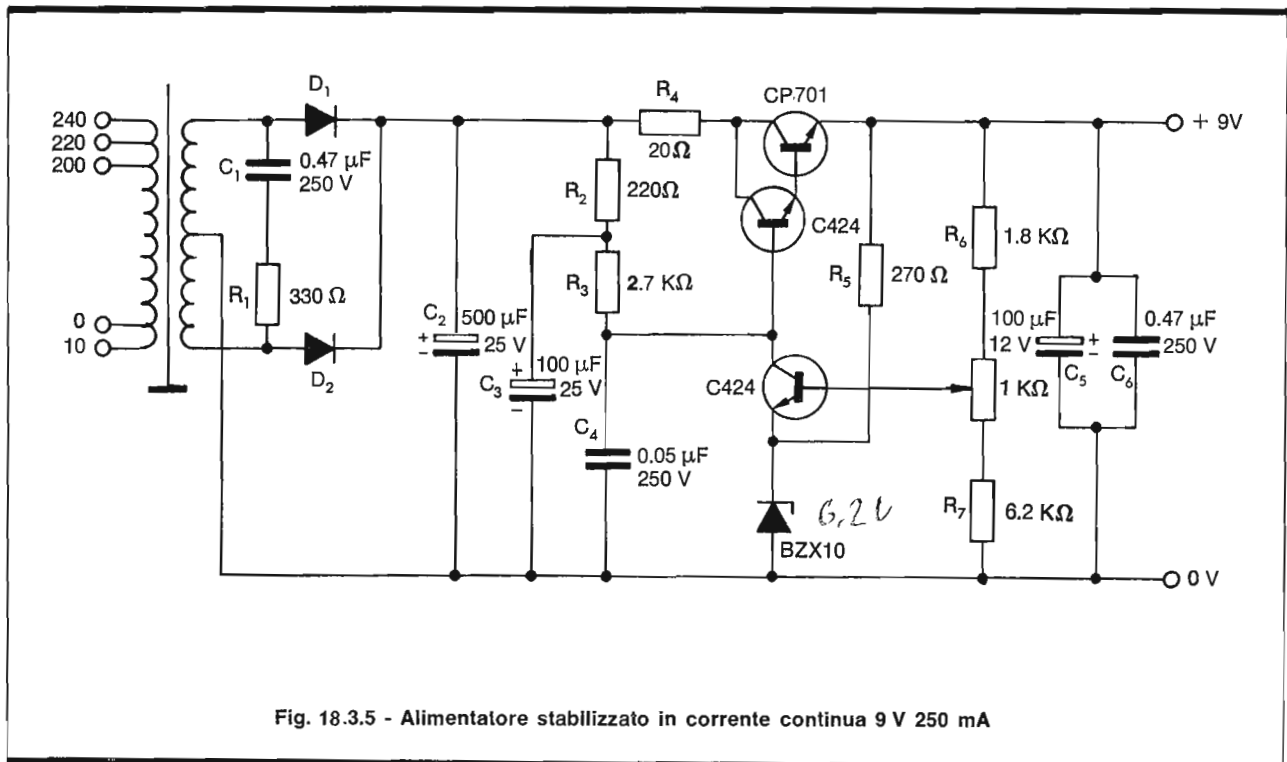 D1
R4
CP701
+ 9V
240
220
200
C1
0.47 µF
250 V
20Ω
R2
220Ω
C424
R6
1.8 KΩ
R1
330 Ω
R3
2.7 KΩ
R5
270 Ω
0
10
C2
500 µF
25 V
+
-
D2
C3
+
100 µF
25 V
-
C424
100 µF
12 V
+
-
C5
0.47 µF
250 V
C6
1 KΩ
C4
0.05 µF
250 V
6.2V
BZX10
R7
6.2 KΩ
0 V
Fig. 18.3.5 - Alimentatore stabilizzato in corrente continua 9 V 250 mA